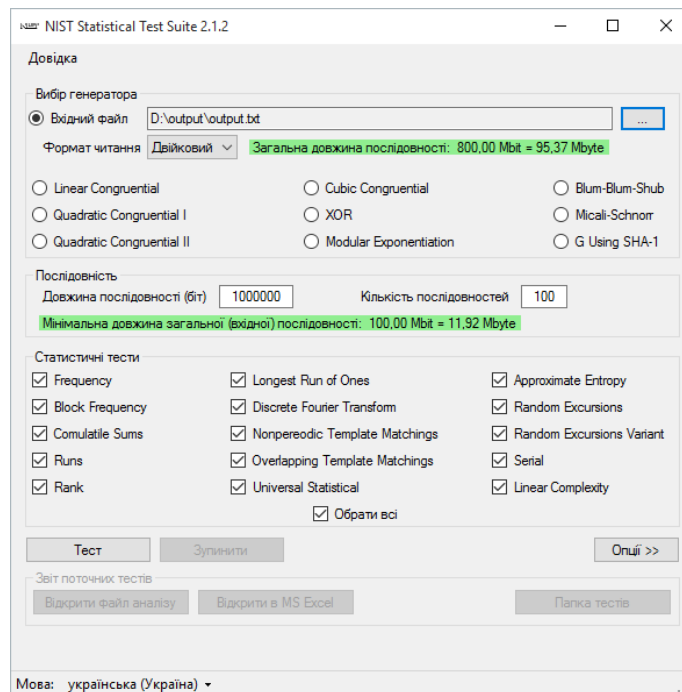 NIST NIST Statistical Test Suite 2.1.2
Довідка
Вибір генератора
Вхідний файл D:\output\output.txt ...
Формат читання Двійковий Загальна довжина послідовності: 800,00 Mbit = 95,37 Mbyte
Linear Congruential Cubic Congruential Blum-Blum-Shub
Quadratic Congruential I XOR Micali-Schnorr
Quadratic Congruential II Modular Exponentiation G Using SHA-1
Послідовність
Довжина послідовності (біт) 1000000 Кількість послідовностей 100
Мінімальна довжина загальної (вхідної) послідовності: 100,00 Mbit = 11,92 Mbyte
Статистичні тести
Frequency Longest Run of Ones Approximate Entropy
Block Frequency Discrete Fourier Transform Random Excursions
Comulatile Sums Nonpereodic Template Matchings Random Excursions Variant
Runs Overlapping Template Matchings Serial
Rank Universal Statistical Linear Complexity
Обрати всі
Тест Зупинити Опції >>
Звіт поточних тестів
Відкрити файл аналізу Відкрити в MS Excel Папка тестів
Мова: українська (Україна)